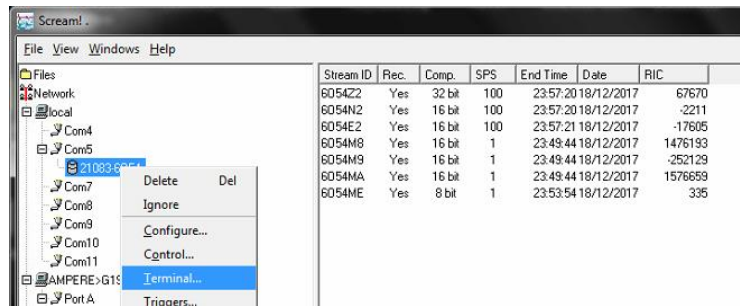 Scream! .
File View Windows Help
Files
Network
local
Com4
Com5
Com7
Com8
Com9
Com10
Com11
AMPERE>G19
Port A
Delete Del
Ignore
Configure...
Control...
Terminal...
Triggers...
Stream ID Rec. Comp. SPS End Time Date RIC
6054Z2 Yes 32 bit 100 23:57:20 18/12/2017 67670
6054N2 Yes 16 bit 100 23:57:20 18/12/2017 -2211
6054E2 Yes 16 bit 100 23:57:21 18/12/2017 -17605
6054M8 Yes 16 bit 1 23:49:44 18/12/2017 1476193
6054M9 Yes 16 bit 1 23:49:44 18/12/2017 -252129
6054MA Yes 16 bit 1 23:49:44 18/12/2017 1576659
6054ME Yes 8 bit 1 23:53:54 18/12/2017 335